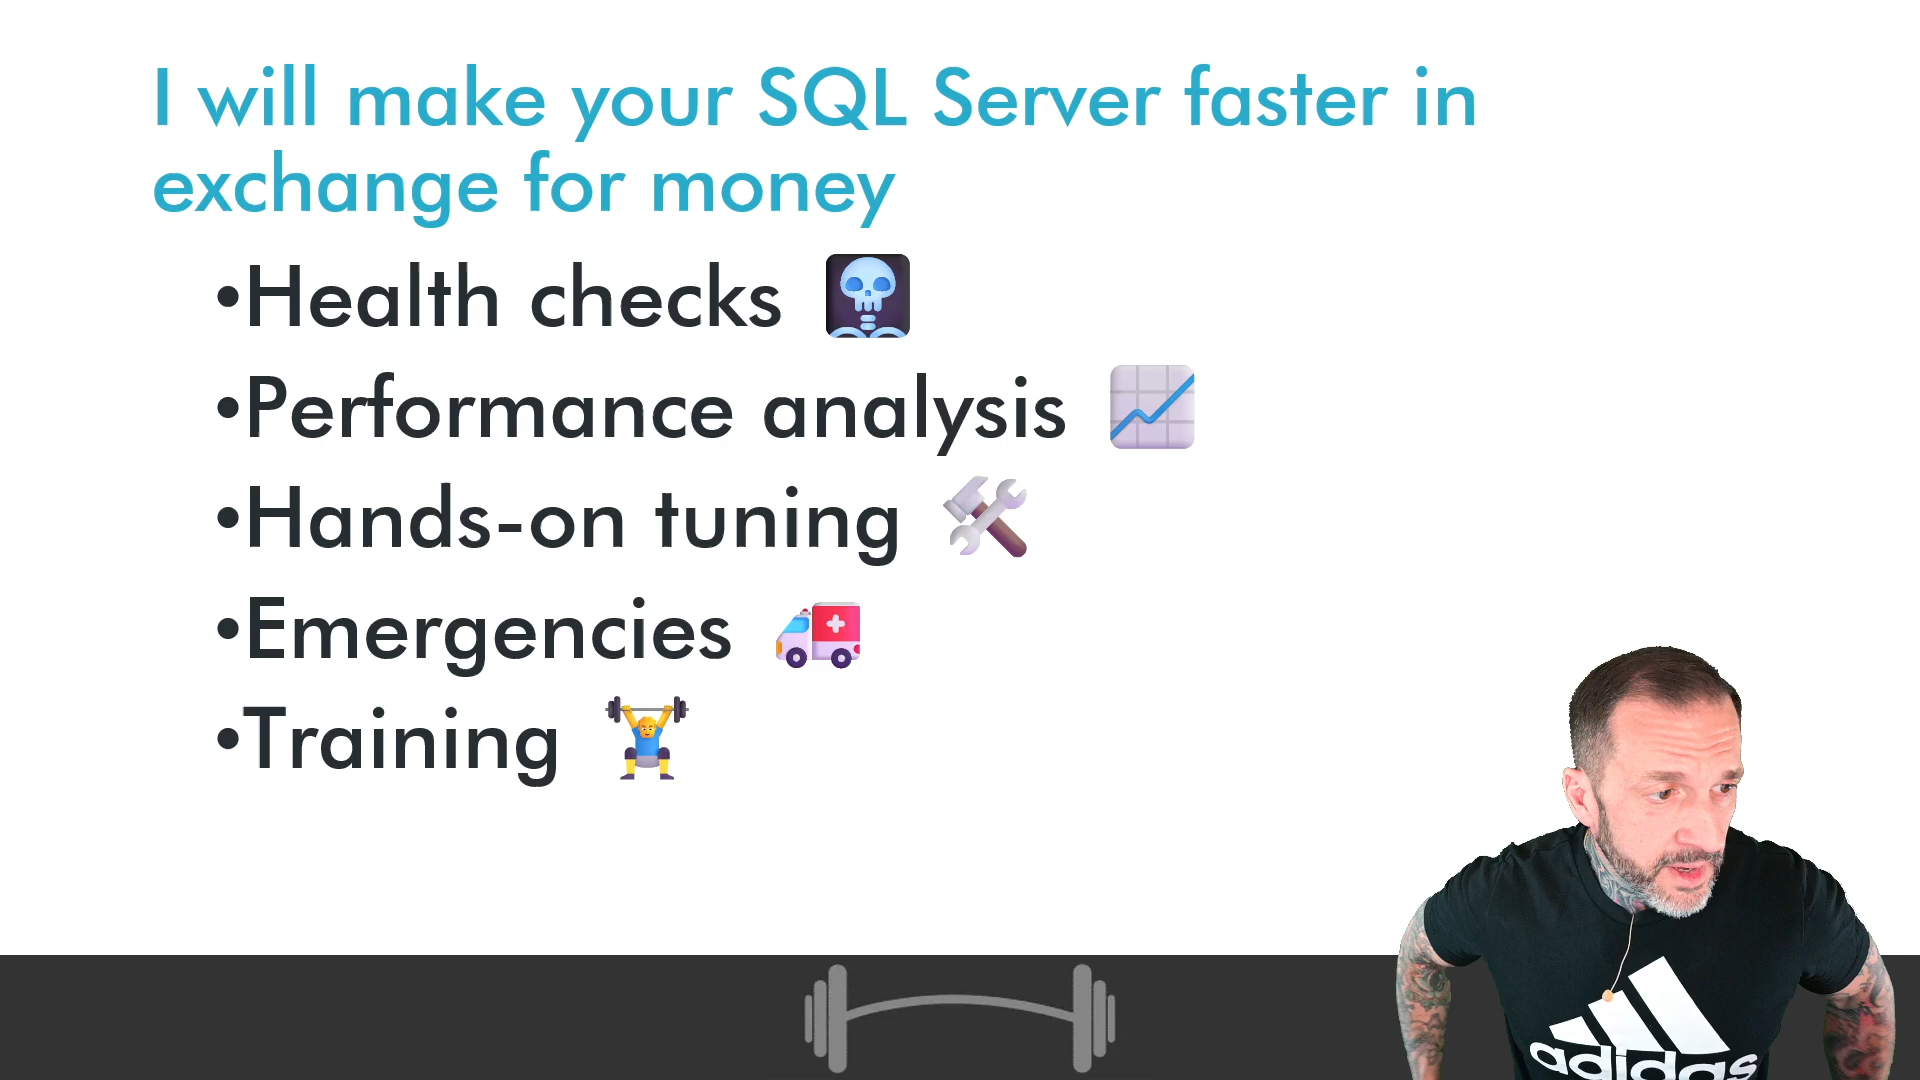 I will make your SQL Server faster in
exchange for money
•Health checks
•Performance analysis
•Hands-on tuning
•Emergencies
•Training
adidas